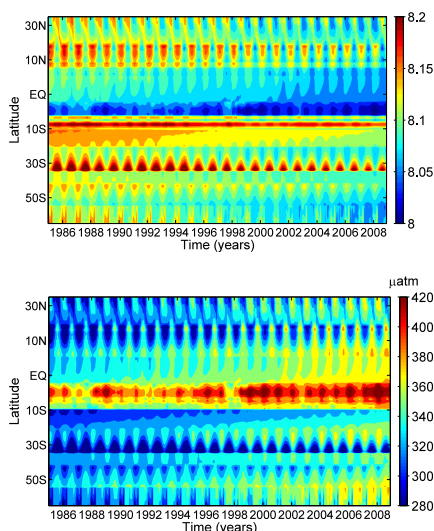 30N
10N
EQ
10S
30S
50S
Latitude
1986 1988 1990 1992 1994 1996 1998 2000 2002 2004 2006 2008
Time (years)
8.2
8.15
8.1
8.05
8
µatm
30N
10N
EQ
10S
30S
50S
Latitude
1986 1988 1990 1992 1994 1996 1998 2000 2002 2004 2006 2008
Time (years)
420
400
380
360
340
320
300
280